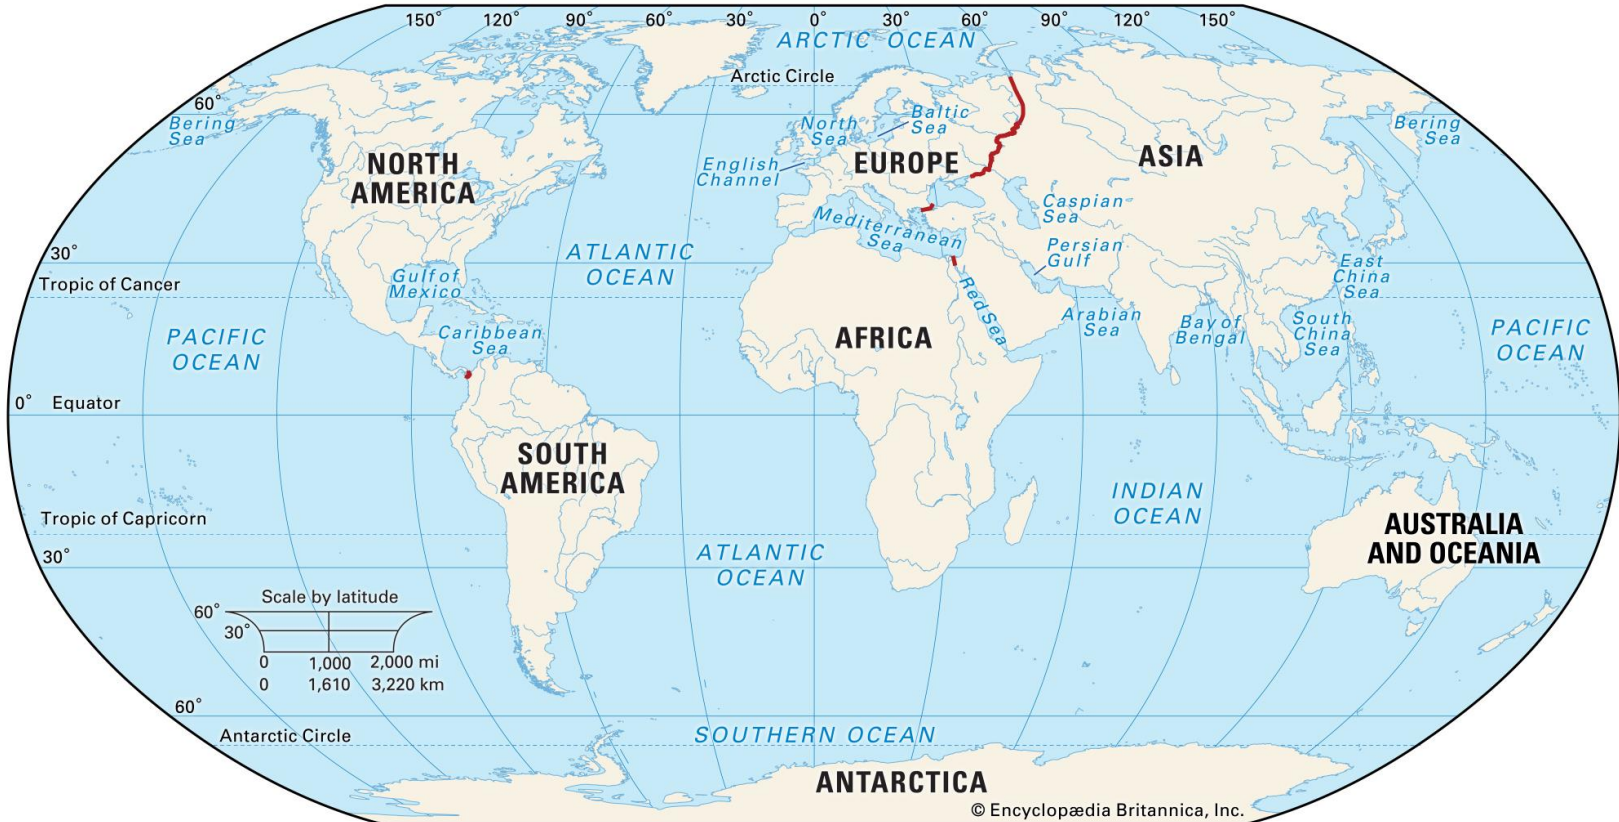 150° 120° 90° 60° 30° 0° 30° 60° 90° 120° 150°
ARCTIC OCEAN
Arctic Circle
60°
Bering
Sea
North
Sea
Baltic
Sea
Bering
Sea
NORTH
AMERICA
English
Channel
EUROPE
ASIA
Caspian
Sea
Mediterranean
Sea
ATLANTIC
OCEAN
Persian
Gulf
30°
Tropic of Cancer
Gulf of
Mexico
East
China
Sea
Red Sea
PACIFIC
OCEAN
Caribbean
Sea
AFRICA
Arabian
Sea
Bay of
Bengal
South
China
Sea
PACIFIC
OCEAN
0° Equator
SOUTH
AMERICA
INDIAN
OCEAN
Tropic of Capricorn
AUSTRALIA
AND OCEANIA
30°
ATLANTIC
OCEAN
Scale by latitude
60°
30°
0 1,000 2,000 mi
0 1,610 3,220 km
60°
Antarctic Circle
SOUTHERN OCEAN
ANTARCTICA
© Encyclopædia Britannica, Inc.